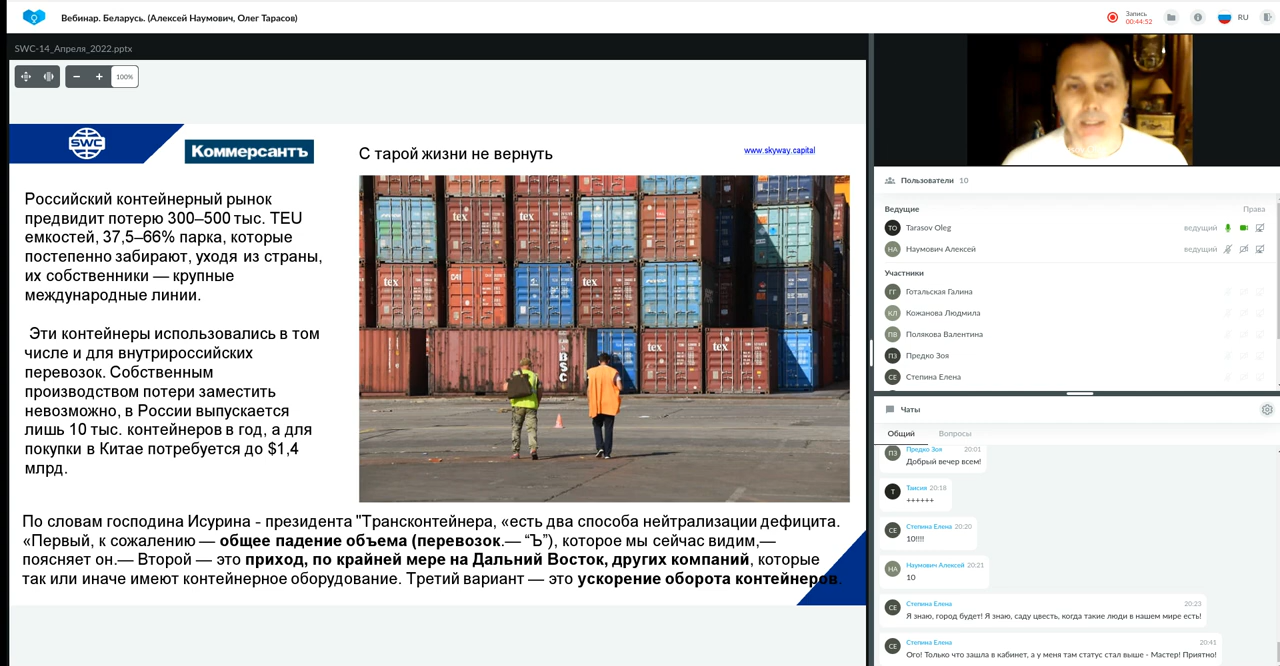 Вебинар. Беларусь. (Алексей Наумович, Олег Тарасов)
Запись
00:44:52
RU
SWC-14_Апреля_2022.pptx
100%
SWC
Коммерсантъ
С тарой жизни не вернуть
www.skyway.capital
Российский контейнерный рынок
предвидит потерю 300–500 тыс. TEU
емкостей, 37,5–66% парка, которые
постепенно забирают, уходя из страны,
их собственники — крупные
международные линии.
Эти контейнеры использовались в том
числе и для внутрироссийских
перевозок. Собственным
производством потери заместить
невозможно, в России выпускается
лишь 10 тыс. контейнеров в год, а для
покупки в Китае потребуется до $1,4
млрд.
tex
tex
tex
tex
CAI
tex
tex
tex
BSC
По словам господина Исурина - президента "Трансконтейнера, «есть два способа нейтрализации дефицита.
«Первый, к сожалению — общее падение объема (перевозок.— “Ъ”), которое мы сейчас видим,—
поясняет он.— Второй — это приход, по крайней мере на Дальний Восток, других компаний, которые
так или иначе имеют контейнерное оборудование. Третий вариант — это ускорение оборота контейнеров.
Пользователи 10
Ведущие Права
TO Tarasov Oleg ведущий
НА Наумович Алексей ведущий
Участники
ГГ Готальская Галина
КЛ Кожанова Людмила
ПВ Полякова Валентина
ПЗ Предко Зоя
СЕ Степина Елена
Чаты
Общий Вопросы
ПЗ Предко Зоя 20:01
Добрый вечер всем!
Т Таисия 20:18
++++++
СЕ Степина Елена 20:20
10!!!!
НА Наумович Алексей 20:21
10
СЕ Степина Елена 20:23
Я знаю, город будет! Я знаю, саду цвесть, когда такие люди в нашем мире есть!
СЕ Степина Елена 20:41
Ого! Только что зашла в кабинет, а у меня там статус стал выше - Мастер! Приятно!